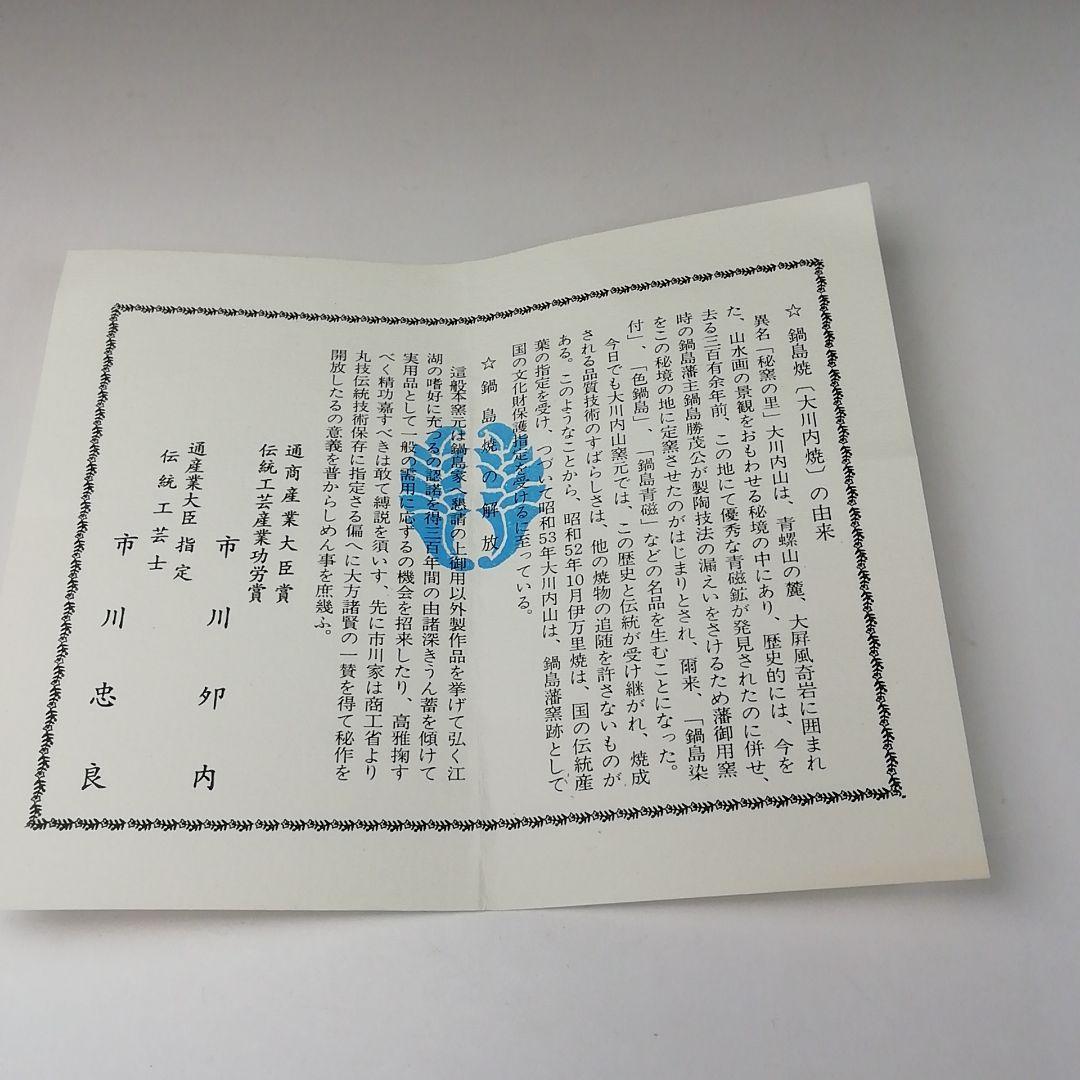 ☆ 鍋島焼〔大川内焼〕の由来
異名「秘窯の里」大川内山は、青螺山の麓、大屏風奇岩に囲まれ
た、山水画の景観をおもわせる秘境の中にあり、歴史的には、今を
去る三百有余年前、この地にて優秀な青磁鉱が発見されたのに併せ、
時の鍋島藩主鍋島勝茂公が製陶技法の漏えいをさけるため藩御用窯
をこの秘境の地に定窯させたのがはじまりとされ、爾来、「鍋島染
付」、「色鍋島」、「鍋島青磁」などの名品を生むことになった。
今日でも大川内山窯元では、この歴史と伝統が受け継がれ、焼成
される品質技術のすばらしさは、他の焼物の追随を許さないものが
ある。このようなことから、昭和52年10月伊万里焼は、国の伝統産
葉の指定を受け、つづいて昭和53年大川内山は、鍋島藩窯跡として
国の文化財保護指定を受けるに至っている。
☆ 鍋島焼の解放
這般本窯元は鍋島家へ懇請の上御用以外製作品を挙げて弘く江
湖の嗜好に充つるの認諾を得三百年間の由諸深きうん蓄を傾けて
実用品として一般の需用に応ずるの機会を招来したり、高雅掬す
べく精功嘉すべきは敢て縛説を須いす、先に市川家は商工省より
丸技伝統技術保存に指定さる偏へに大方諸賢の一賛を得て秘作を
開放したるの意義を普からしめん事を庶幾ふ。
通商産業大臣賞
伝統工芸産業功労賞
市川卯内
通産業大臣指定
伝統工芸士
市川忠良